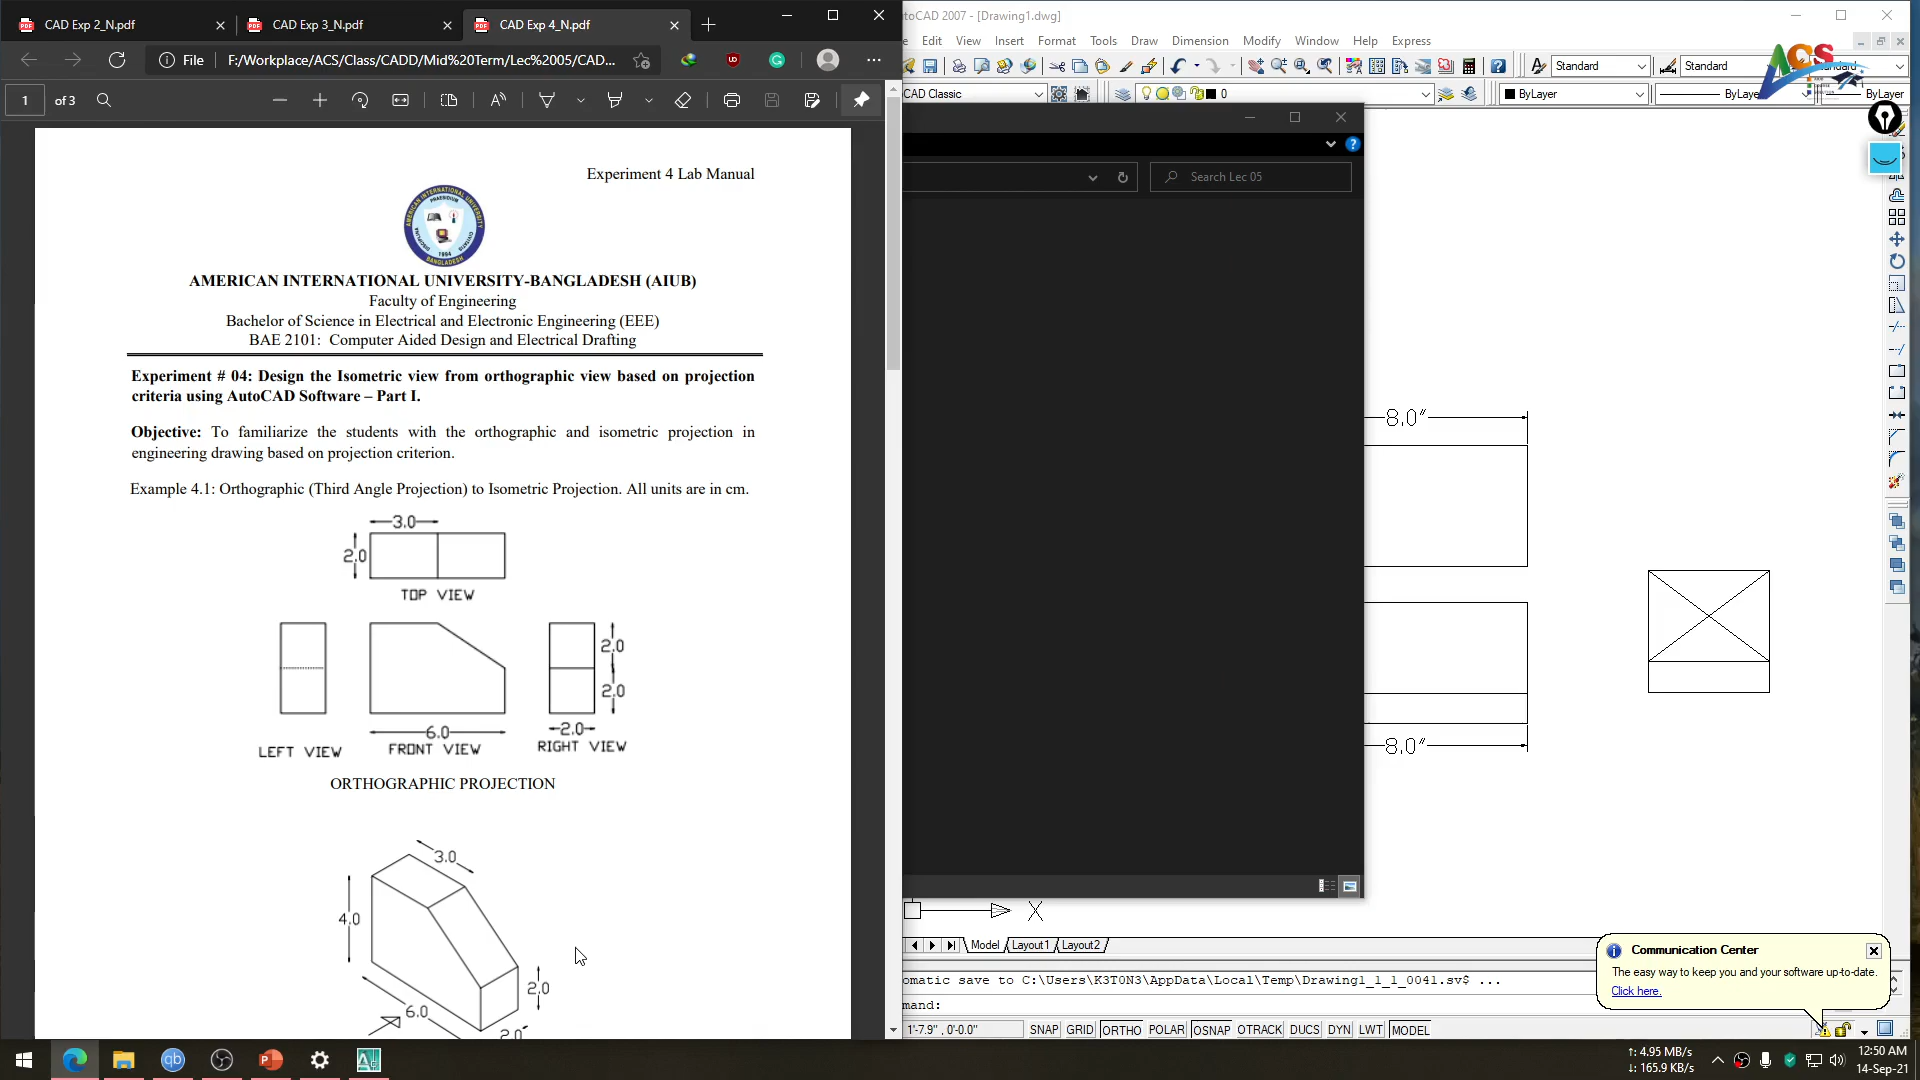 CAD Exp 2_N.pdf
CAD Exp 3_N.pdf
CAD Exp 4_N.pdf
File
F:/Workplace/ACS/Class/CADD/Mid%20Term/Lec%2005/CAD...
1
of 3
Experiment 4 Lab Manual
AMERICAN INTERNATIONAL UNIVERSITY-BANGLADESH (AIUB)
Faculty of Engineering
Bachelor of Science in Electrical and Electronic Engineering (EEE)
BAE 2101: Computer Aided Design and Electrical Drafting
Experiment # 04: Design the Isometric view from orthographic view based on projection
criteria using AutoCAD Software – Part I.
Objective: To familiarize the students with the orthographic and isometric projection in
engineering drawing based on projection criterion.
Example 4.1: Orthographic (Third Angle Projection) to Isometric Projection. All units are in cm.
3.0
2.0
TOP VIEW
2.0
2.0
6.0
2.0
LEFT VIEW
FRONT VIEW
RIGHT VIEW
ORTHOGRAPHIC PROJECTION
3.0
4.0
2.0
6.0
2.0
utoCAD 2007 - [Drawing1.dwg]
Edit View Insert Format Tools Draw Dimension Modify Window Help Express
Standard
Standard
Standard
CAD Classic
0
ByLayer
ByLaye
ByLayer
ACS
Search Lec 05
8.0"
8.0"
X
Model
Layout1
Layout2
omatic save to C:\Users\K3T0N3\AppData\Local\Temp\Drawing1_1_1_0041.sv$ ...
mand:
1'-7.9" , 0'-0.0"
SNAP GRID ORTHO POLAR OSNAP OTRACK DUCS DYN LWT MODEL
Communication Center
The easy way to keep you and your software up-to-date.
Click here.
↑: 4.95 MB/s
↓: 165.9 KB/s
12:50 AM
14-Sep-21